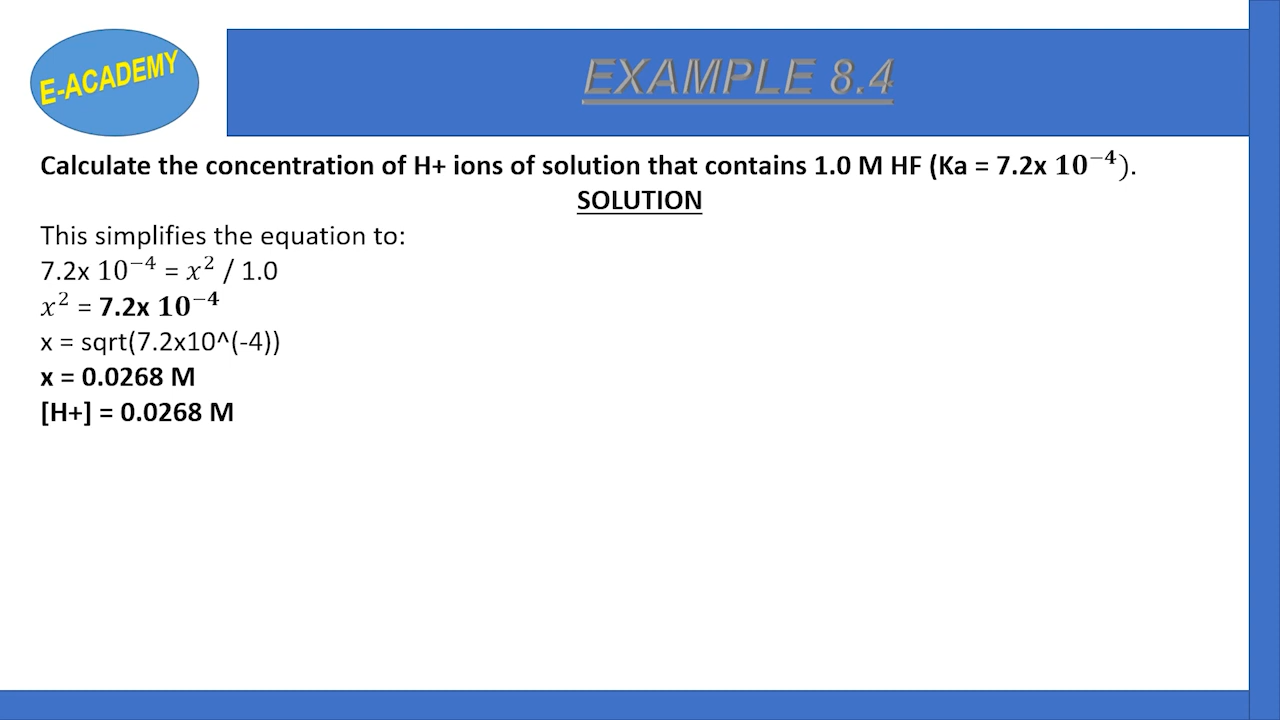 E-ACADEMY
EXAMPLE 8.4
Calculate the concentration of H+ ions of solution that contains 1.0 M HF (Ka = 7.2x 10⁻⁴).
SOLUTION
This simplifies the equation to:
7.2x 10⁻⁴ = 𝑥² / 1.0
𝑥² = 7.2x 10⁻⁴
x = sqrt(7.2x10^(-4))
x = 0.0268 M
[H+] = 0.0268 M